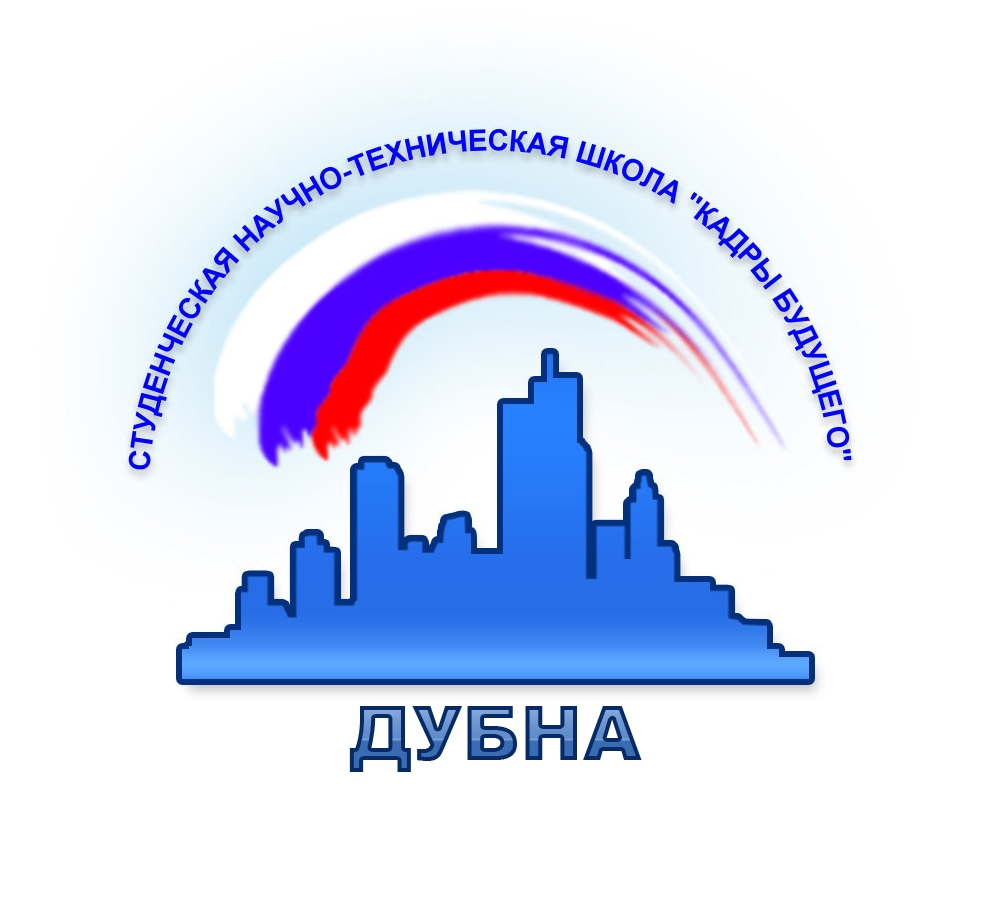 СТУДЕНЧЕСКАЯ НАУЧНО-ТЕХНИЧЕСКАЯ ШКОЛА "КАДРЫ БУДУЩЕГО"
ДУБНА